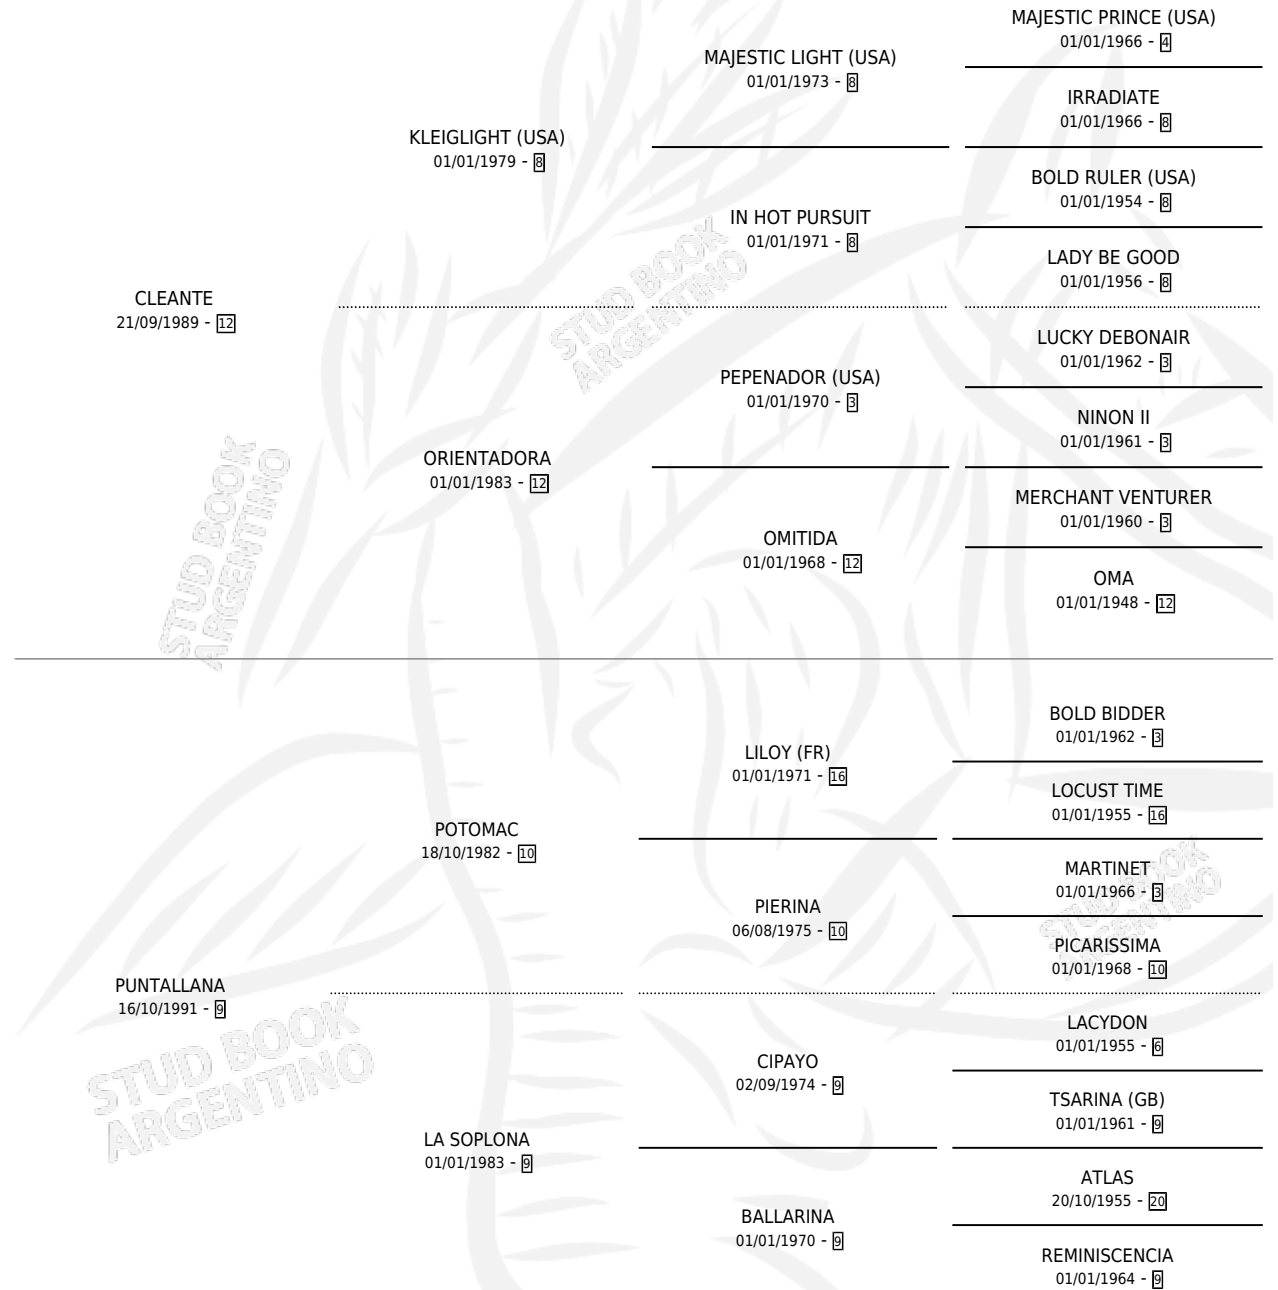 MAJESTIC PRINCE (USA)
01/01/1966 - 4
MAJESTIC LIGHT (USA)
01/01/1973 - 8
IRRADIATE
01/01/1966 - 8
KLEIGLIGHT (USA)
01/01/1979 - 8
BOLD RULER (USA)
01/01/1954 - 8
IN HOT PURSUIT
01/01/1971 - 8
LADY BE GOOD
01/01/1956 - 8
CLEANTE
21/09/1989 - 12
LUCKY DEBONAIR
01/01/1962 - 3
PEPENADOR (USA)
01/01/1970 - 3
NINON II
01/01/1961 - 3
ORIENTADORA
01/01/1983 - 12
MERCHANT VENTURER
01/01/1960 - 3
OMITIDA
01/01/1968 - 12
OMA
01/01/1948 - 12
BOLD BIDDER
01/01/1962 - 3
LILOY (FR)
01/01/1971 - 16
LOCUST TIME
01/01/1955 - 16
POTOMAC
18/10/1982 - 10
MARTINET
01/01/1966 - 3
PIERINA
06/08/1975 - 10
PICARISSIMA
01/01/1968 - 10
PUNTALLANA
16/10/1991 - 9
LACYDON
01/01/1955 - 6
CIPAYO
02/09/1974 - 9
TSARINA (GB)
01/01/1961 - 9
LA SOPLONA
01/01/1983 - 9
ATLAS
20/10/1955 - 20
BALLARINA
01/01/1970 - 9
REMINISCENCIA
01/01/1964 - 9
STUD BOOK
ARGENTINO
STUD BOOK
ARGENTINO
STUD BOOK
ARGENTINO
STUD BOOK
ARGENTINO